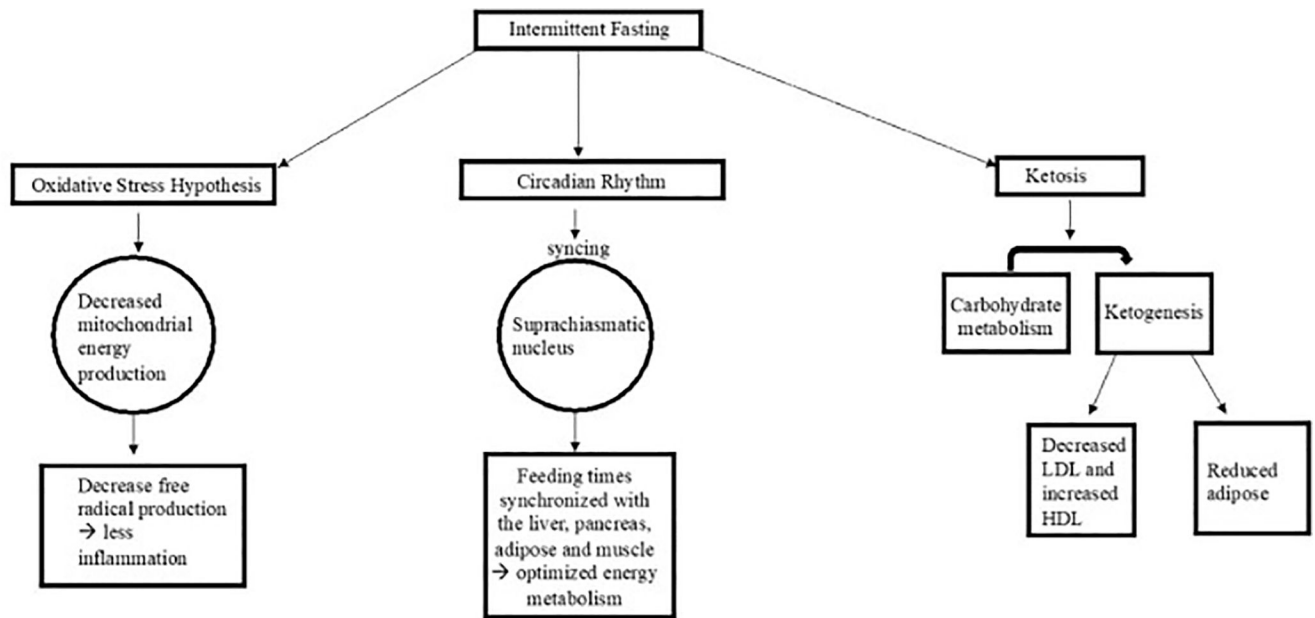 Intermittent Fasting
Oxidative Stress Hypothesis
Circadian Rhythm
Ketosis
syncing
Decreased
mitochondrial
energy
production
Suprachiasmatic
nucleus
Carbohydrate
metabolism
Ketogenesis
Decrease free
radical production
→ less
inflammation
Feeding times
synchronized with
the liver, pancreas,
adipose and muscle
→ optimized energy
metabolism
Decreased
LDL and
increased
HDL
Reduced
adipose